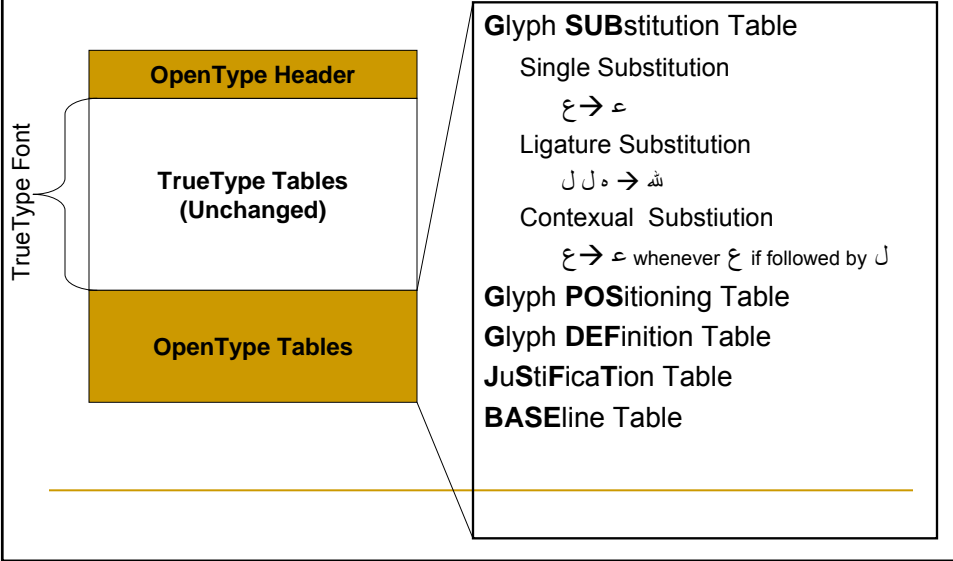 TrueType Font
OpenType Header
TrueType Tables
(Unchanged)
OpenType Tables
Glyph SUBstitution Table
Single Substitution
ع → ﻋ
Ligature Substitution
ل ل ه → لله
Contexual Substiution
ع → ﻋ whenever ع if followed by ل
Glyph POSitioning Table
Glyph DEFinition Table
JuStiFicaTion Table
BASEline Table